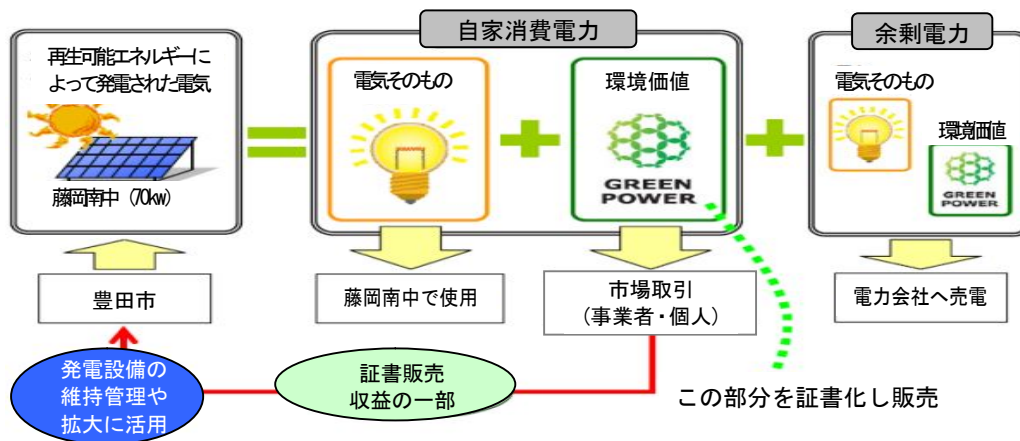 自家消費電力
余剰電力
再生可能エネルギーに
よって発電された電気
藤岡南中（70kw）
電気そのもの
環境価値
GREEN
POWER
電気そのもの
環境価値
GREEN
POWER
豊田市
藤岡南中で使用
市場取引
（事業者・個人）
電力会社へ売電
発電設備の
維持管理や
拡大に活用
証書販売
収益の一部
この部分を証書化し販売